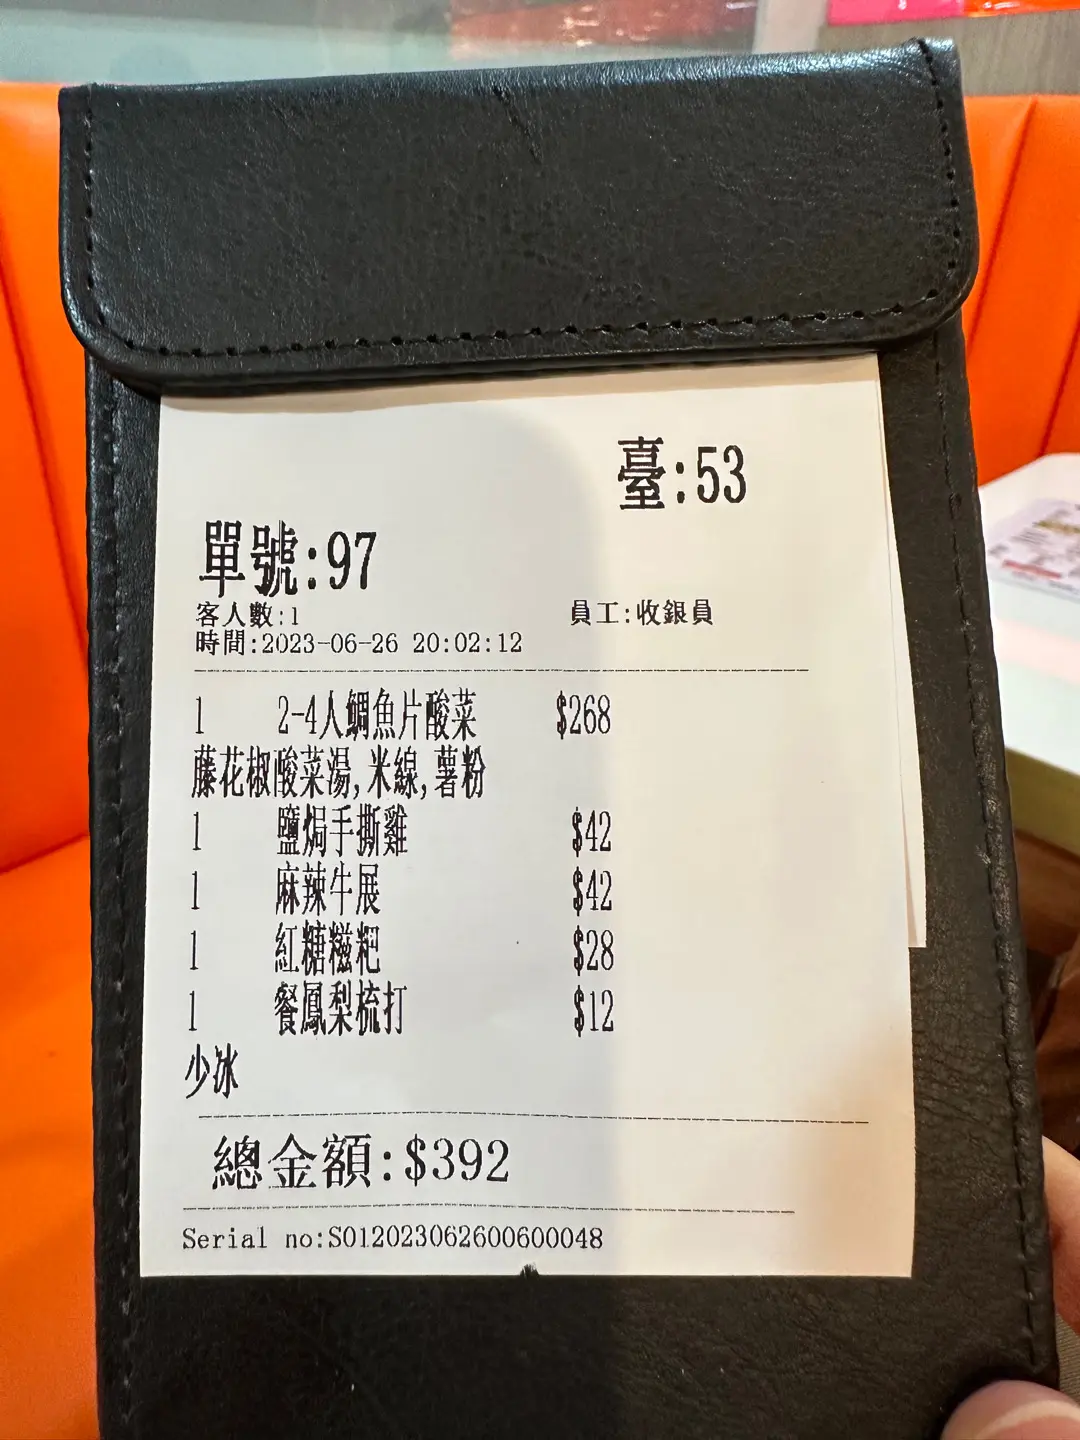 臺:53
單號:97
客人數:1 員工:收銀員
時間:2023-06-26 20:02:12
1 2-4人鯛魚片酸菜 $268
藤花椒酸菜湯,米線,薯粉
1 鹽焗手撕雞 $42
1 麻辣牛展 $42
1 紅糖糍粑 $28
1 餐鳳梨梳打 $12
少冰
總金額:$392
Serial no:S012023062600600048